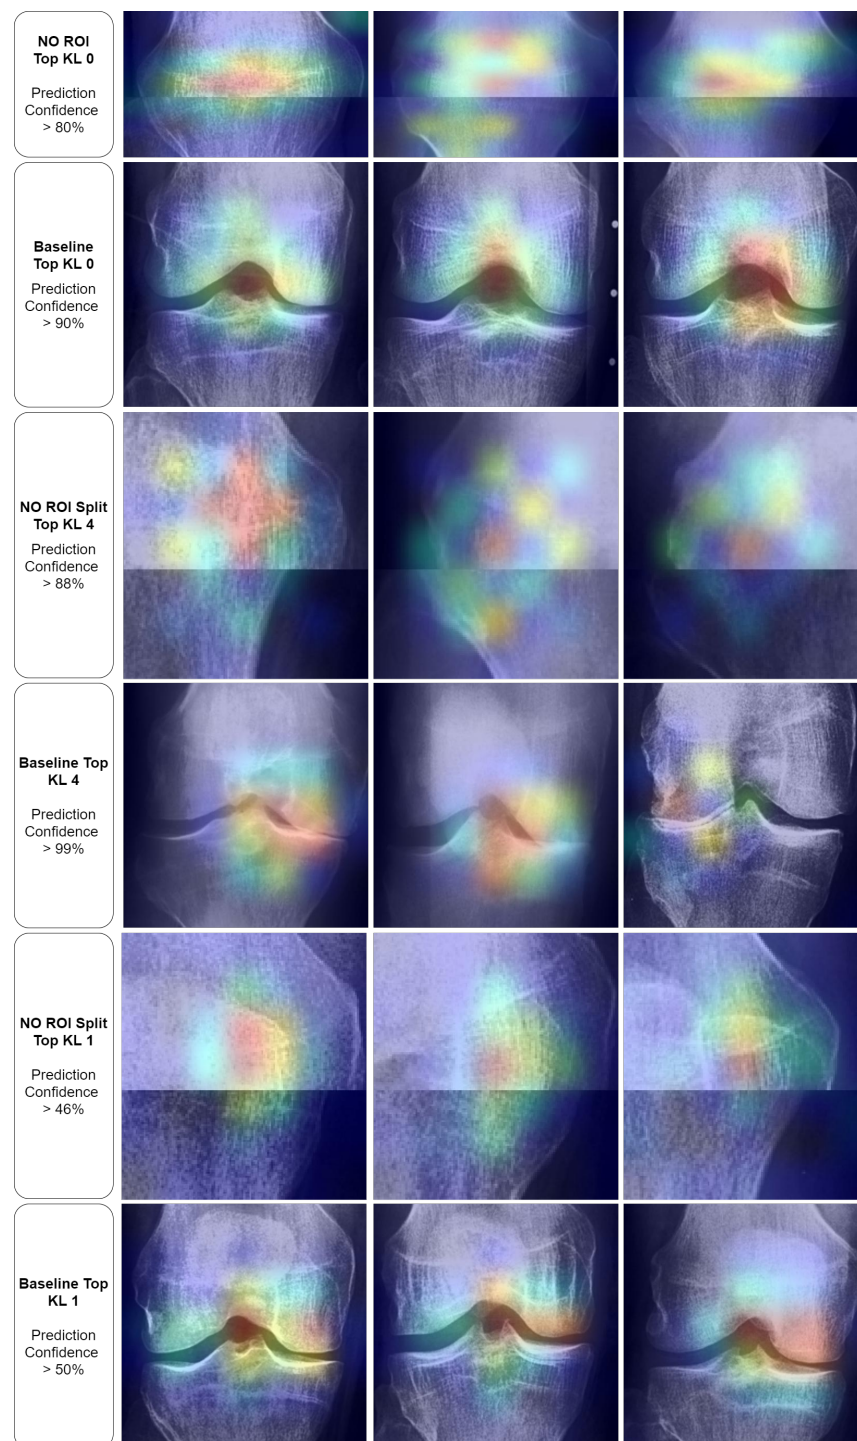 NO ROI
Top KL 0
Prediction
Confidence
> 80%
Baseline
Top KL 0
Prediction
Confidence
> 90%
NO ROI Split
Top KL 4
Prediction
Confidence
> 88%
Baseline Top
KL 4
Prediction
Confidence
> 99%
NO ROI Split
Top KL 1
Prediction
Confidence
> 46%
Baseline Top
KL 1
Prediction
Confidence
> 50%